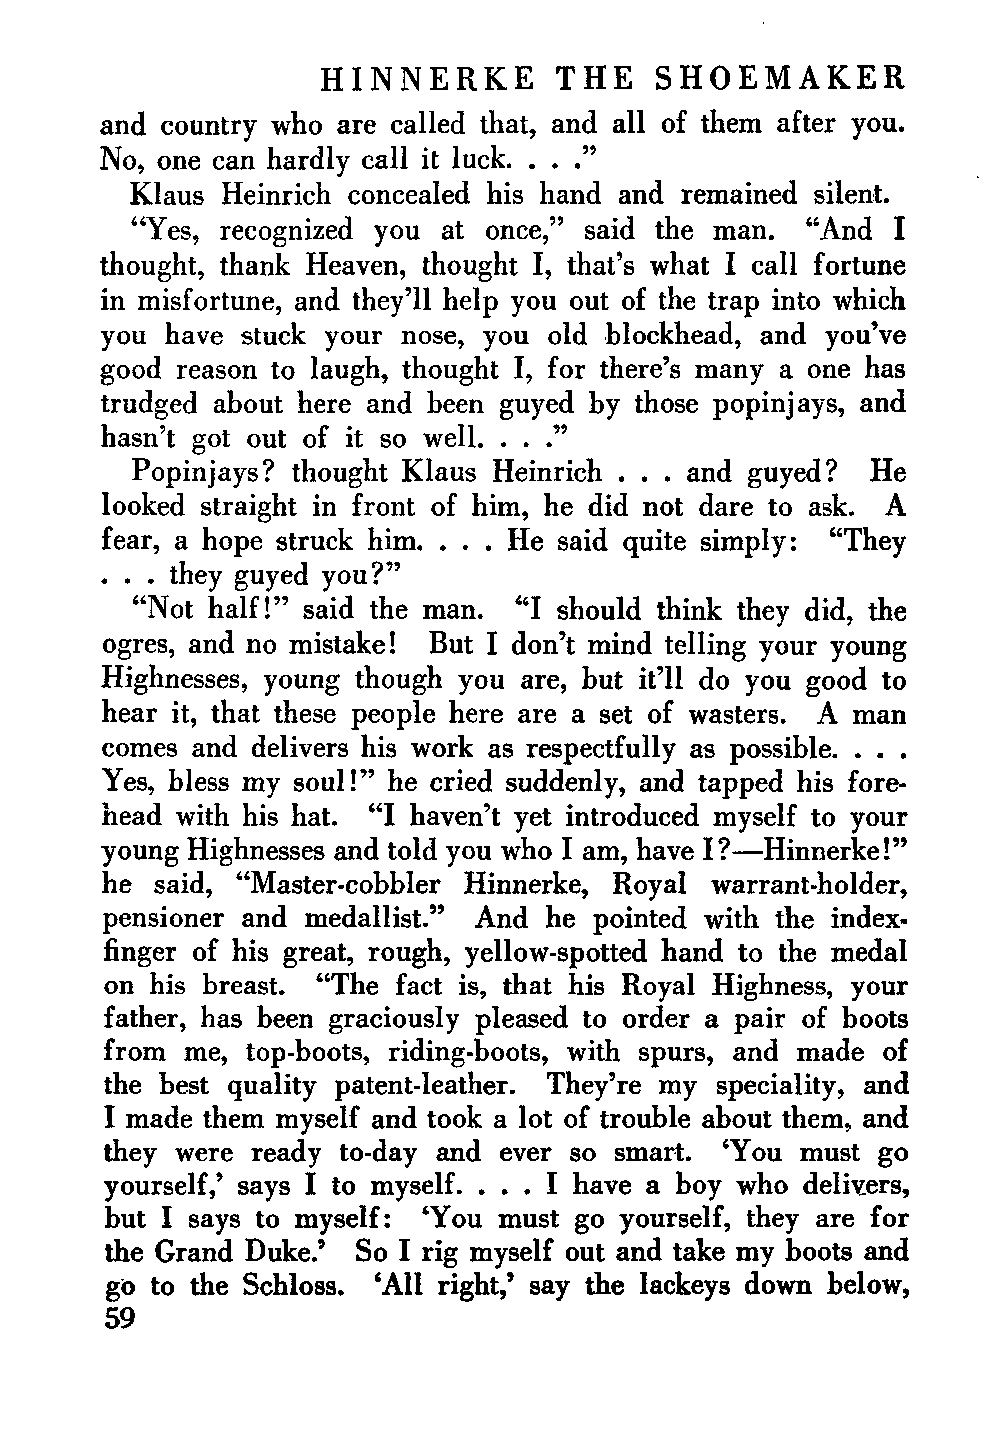 HINNERKE THE SHOEMAKER
and country who are called that, and all of them after you.
No, one can hardly call it luck. . . .”
Klaus Heinrich concealed his hand and remained silent.
“Yes, recognized you at once,” said the man. “And I
thought, thank Heaven, thought I, that’s what I call fortune
in misfortune, and they’ll help you out of the trap into which
you have stuck your nose, you old blockhead, and you’ve
good reason to laugh, thought I, for there’s many a one has
trudged about here and been guyed by those popinjays, and
hasn’t got out of it so well. . . .”
Popinjays? thought Klaus Heinrich . . . and guyed? He
looked straight in front of him, he did not dare to ask. A
fear, a hope struck him. . . . He said quite simply: “They
. . . they guyed you?”
“Not half!” said the man. “I should think they did, the
ogres, and no mistake! But I don’t mind telling your young
Highnesses, young though you are, but it’ll do you good to
hear it, that these people here are a set of wasters. A man
comes and delivers his work as respectfully as possible. . . .
Yes, bless my soul!” he cried suddenly, and tapped his fore-
head with his hat. “I haven’t yet introduced myself to your
young Highnesses and told you who I am, have I?—Hinnerke!”
he said, “Master-cobbler Hinnerke, Royal warrant-holder,
pensioner and medallist.” And he pointed with the index-
finger of his great, rough, yellow-spotted hand to the medal
on his breast. “The fact is, that his Royal Highness, your
father, has been graciously pleased to order a pair of boots
from me, top-boots, riding-boots, with spurs, and made of
the best quality patent-leather. They’re my speciality, and
I made them myself and took a lot of trouble about them, and
they were ready to-day and ever so smart. ‘You must go
yourself,’ says I to myself. . . . I have a boy who delivers,
but I says to myself: ‘You must go yourself, they are for
the Grand Duke.’ So I rig myself out and take my boots and
go to the Schloss. ‘All right,’ say the lackeys down below,
59